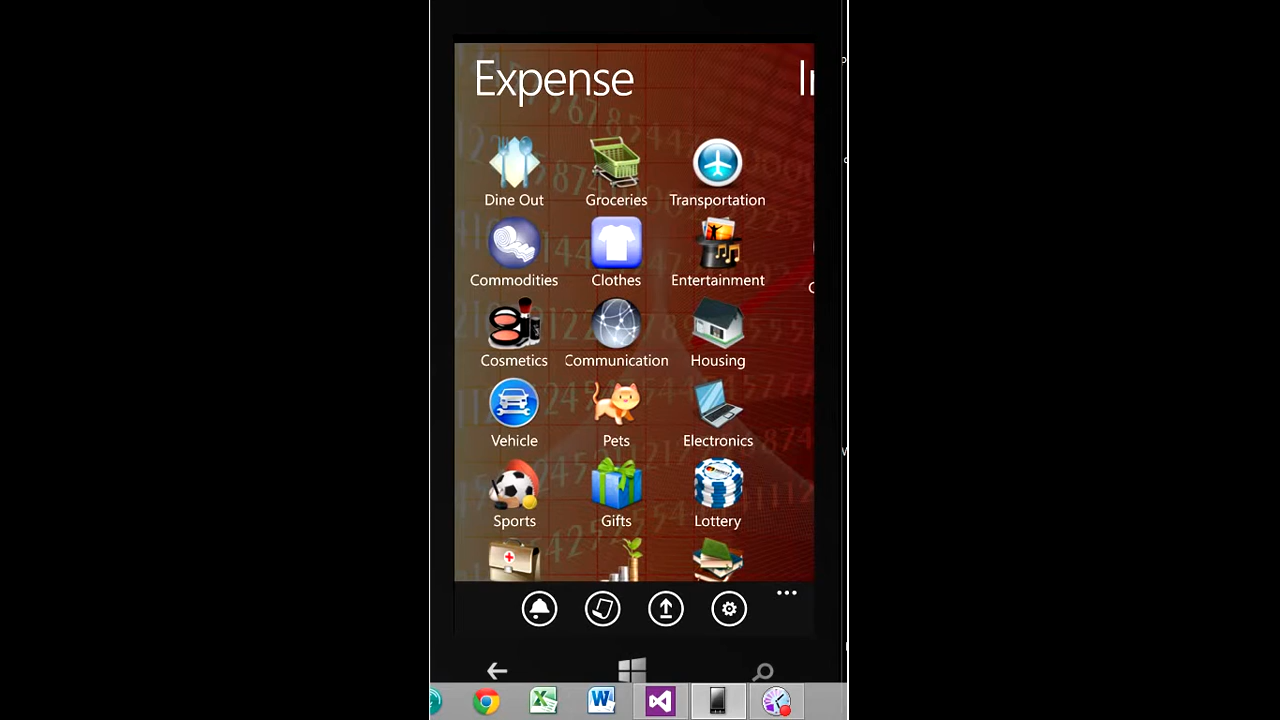 Expense
Dine Out Groceries Transportation
Commodities Clothes Entertainment
Cosmetics Communication Housing
Vehicle Pets Electronics
Sports Gifts Lottery